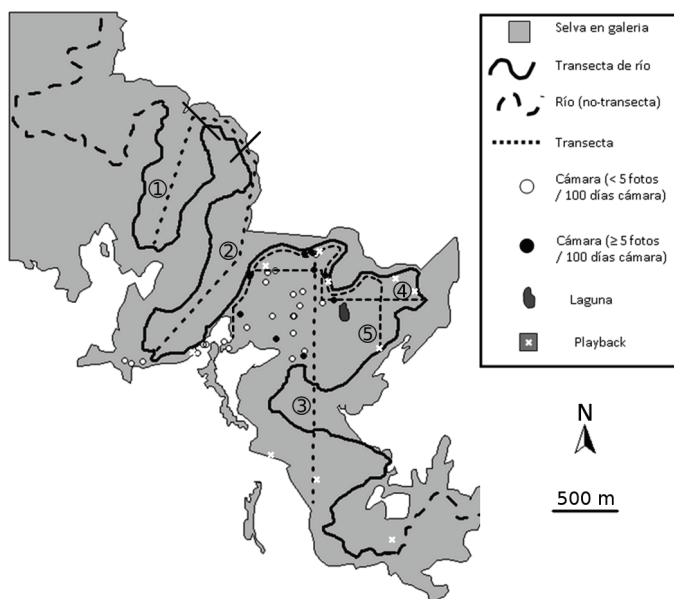 Selva en galeria
Transecta de río
Río (no-transecta)
Transecta
Cámara (< 5 fotos
/ 100 días cámara)
Cámara (≥ 5 fotos
/ 100 días cámara)
Laguna
Playback
①
②
④
⑤
③
N
500 m